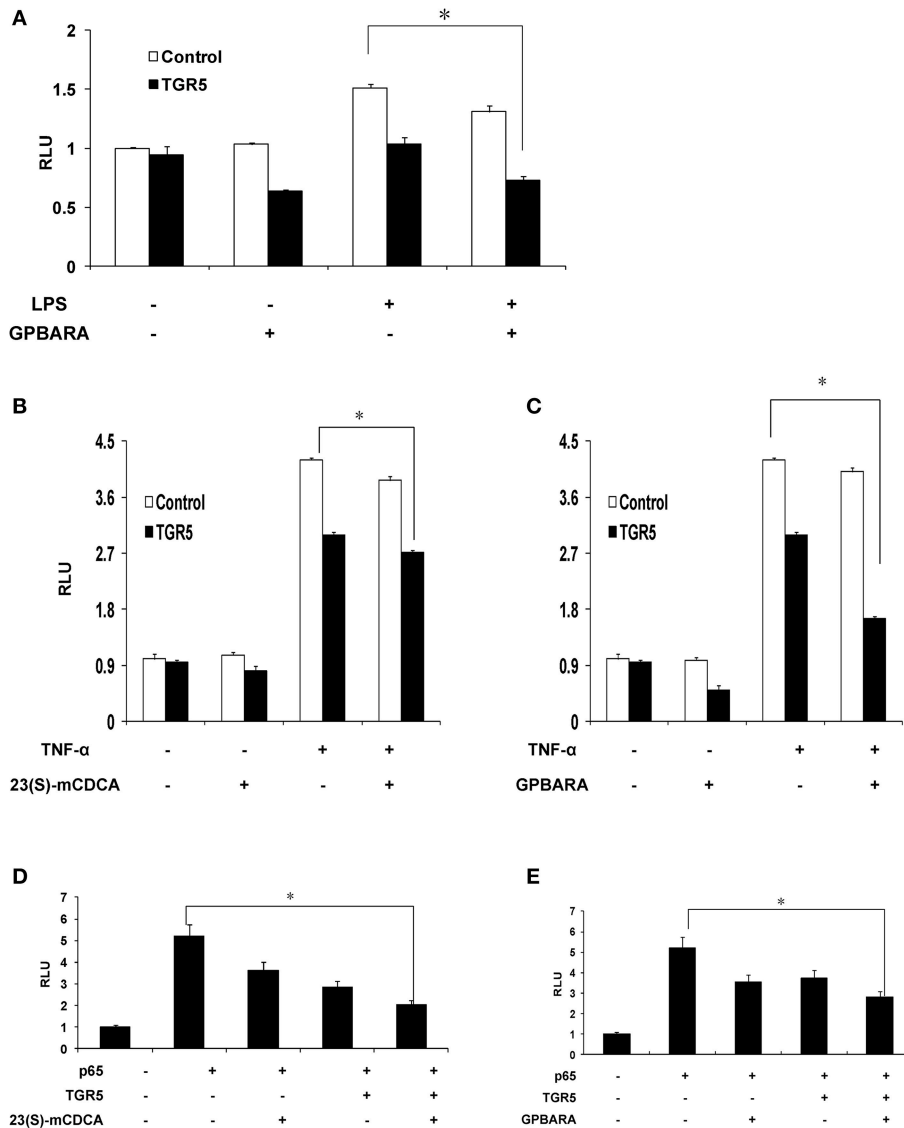 A
*
2
Control
TGR5
1.5
1
0.5
0
RLU
LPS - - + +
GPBARA - + - +
B
*
4.5
Control
TGR5
3.6
2.7
1.8
0.9
0
RLU
TNF-α - - + +
23(S)-mCDCA - + - +
C
*
4.5
Control
TGR5
3.6
2.7
1.8
0.9
0
TNF-α - - + +
GPBARA - + - +
D
*
7
6
5
4
3
2
1
0
RLU
p65 - + + + +
TGR5 - - - + +
23(S)-mCDCA - - + - +
E
*
7
6
5
4
3
2
1
0
RLU
p65 - + + + +
TGR5 - - - + +
GPBARA - - + - +